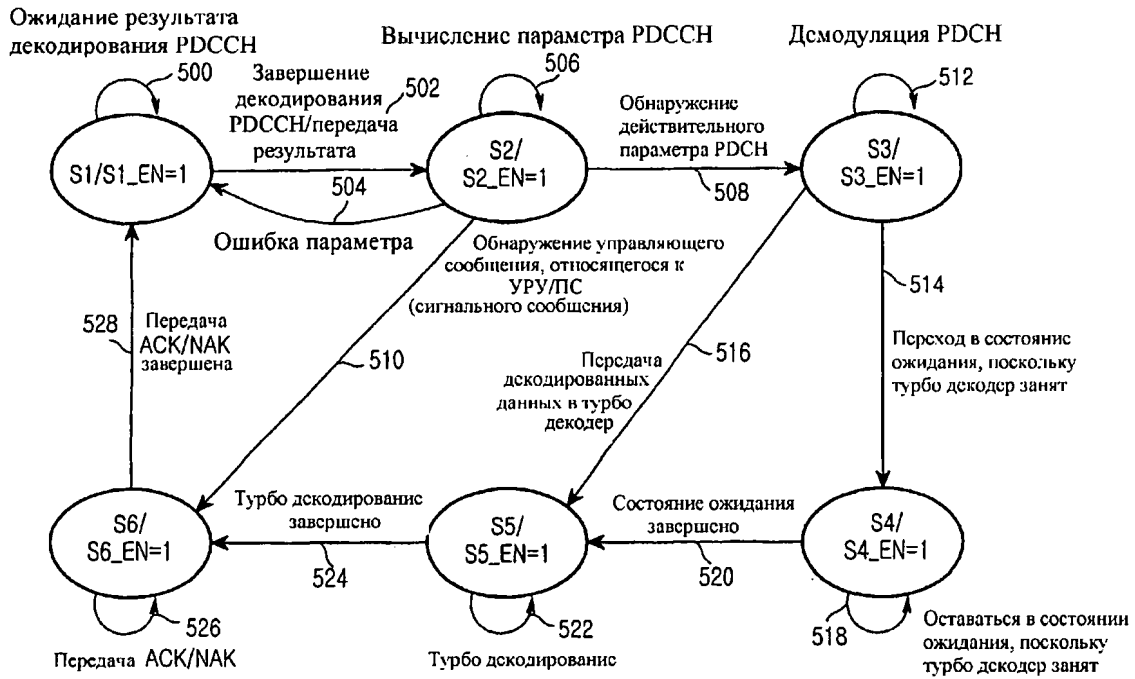 Ожидание результата
декодирования PDCCH
500
Завершение
декодирования
PDCCH/передача
результата
502
Вычисление параметра PDCCH
506
Обнаружение
действительного
параметра PDCH
508
Демодуляция PDCH
512
S1/S1_EN=1
S2/
S2_EN=1
S3/
S3_EN=1
504
Ошибка параметра
Обнаружение управляющего
сообщения, относящегося к
УРУ/ПС
(сигнального сообщения)
514
528
Передача
ACK/NAK
завершена
510
516
Передача
декодированных
данных в турбо
декодер
Переход в состояние
ожидания, поскольку
турбо декодер занят
S6/
S6_EN=1
Турбо декодирование
завершено
524
S5/
S5_EN=1
Состояние ожидания
завершено
520
S4/
S4_EN=1
526
Передача ACK/NAK
522
Турбо декодирование
518
Оставаться в состоянии
ожидания, поскольку
турбо декодер занят